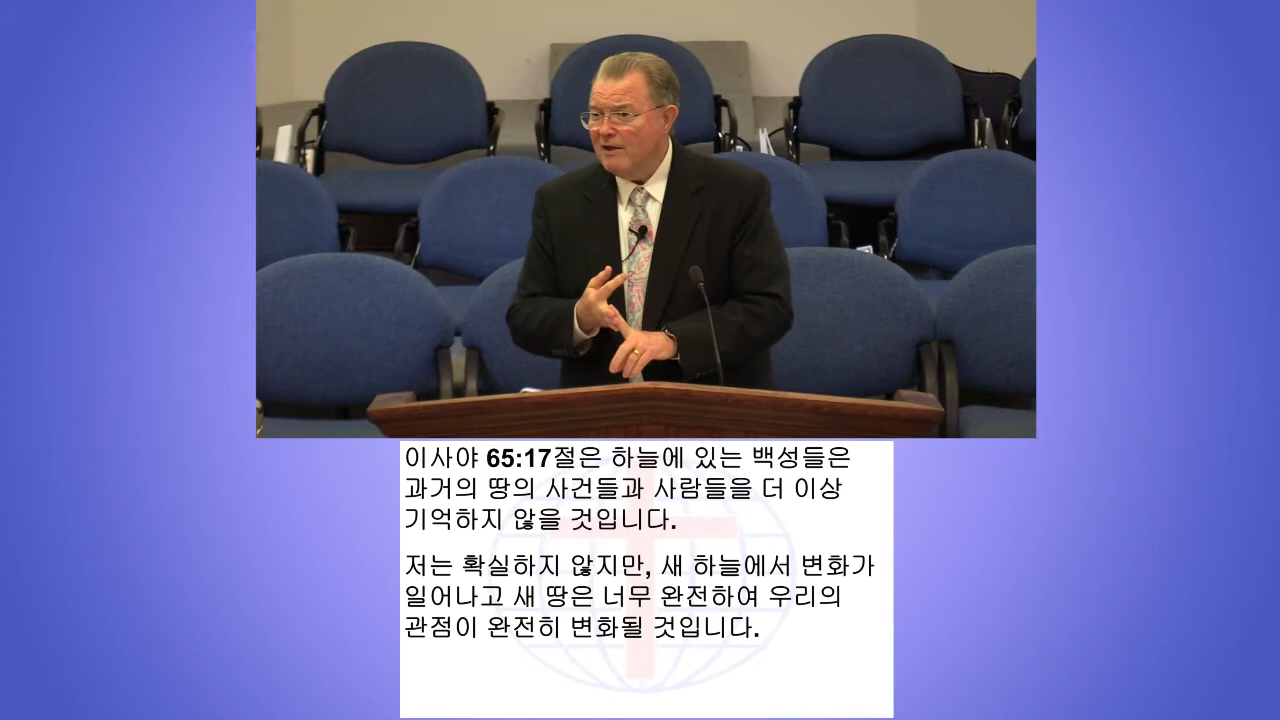 이사야 65:17절은 하늘에 있는 백성들은
과거의 땅의 사건들과 사람들을 더 이상
기억하지 않을 것입니다.
저는 확실하지 않지만, 새 하늘에서 변화가
일어나고 새 땅은 너무 완전하여 우리의
관점이 완전히 변화될 것입니다.